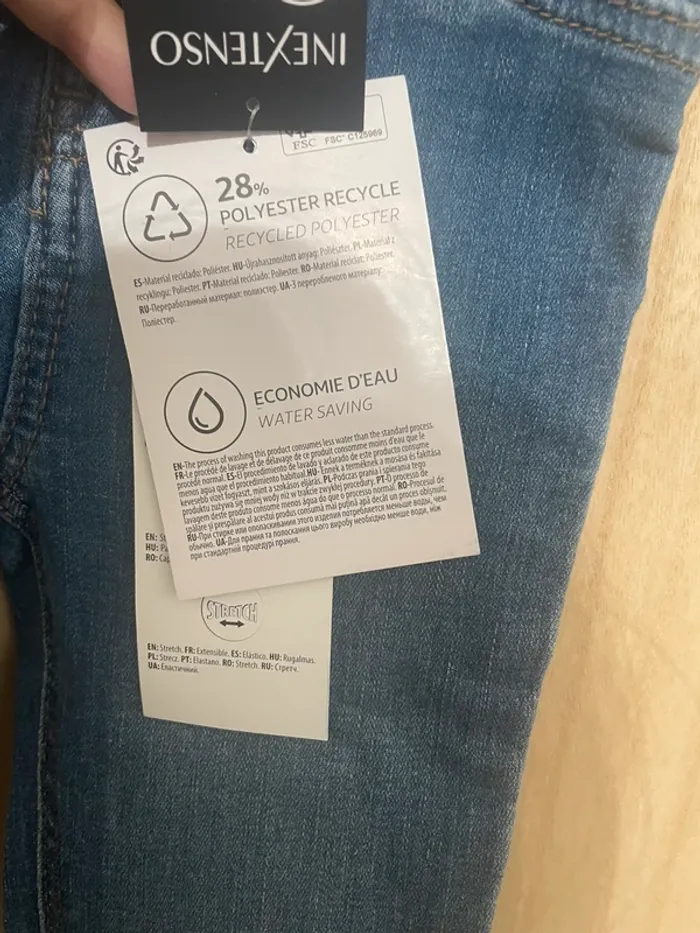 INEXTENSO
FSC FSC® C125969
28%
POLYESTER RECYCLE
RECYCLED POLYESTER
ES-Material reciclado: Poliéster. HU-Újrahasznosított anyag: Poliészter. PL-Materiał z
recyklingu: Poliester. PT-Material reciclado: Poliester. RO-Material reciclat: Poliester.
RU-Переработанный материал: полиэстер. UA-З переробленого матеріалу:
Поліестер.
ECONOMIE D'EAU
WATER SAVING
EN-The process of washing this product consumes less water than the standard process.
FR-Le procédé de lavage et de délavage de ce produit consomme moins d'eau que le
procédé normal. ES-El procedimiento de lavado y aclarado de este producto consume
menos agua que el procedimiento habitual. HU- Ennek a terméknek a mosása és fakítása
kevesebb vizet fogyaszt, mint a szokásos eljárás. PL-Podczas prania i spierania tego
produktu zużywa się mniej wody niż w trakcie zwykłej procedury. PT-O processo de
lavagem deste produto consome menos água do que o processo normal. RO-Procesul de
spălare și prespălare al acestui produs consumă mai puțină apă decât un proces obișnuit.
RU-При стирке или ополаскивании этого изделия потребляется меньше воды, чем
обычно. UA-Для прання та полоскання цього виробу необхідно менше води, ніж
при стандартній процедурі прання.
EN:
HU:
RO:
STRETCH
EN: Stretch. FR: Extensible. ES: Elástico. HU: Rugalmas.
PL: Strecz. PT: Elastano. RO: Stretch. RU: Стретч.
UA: Еластичний.